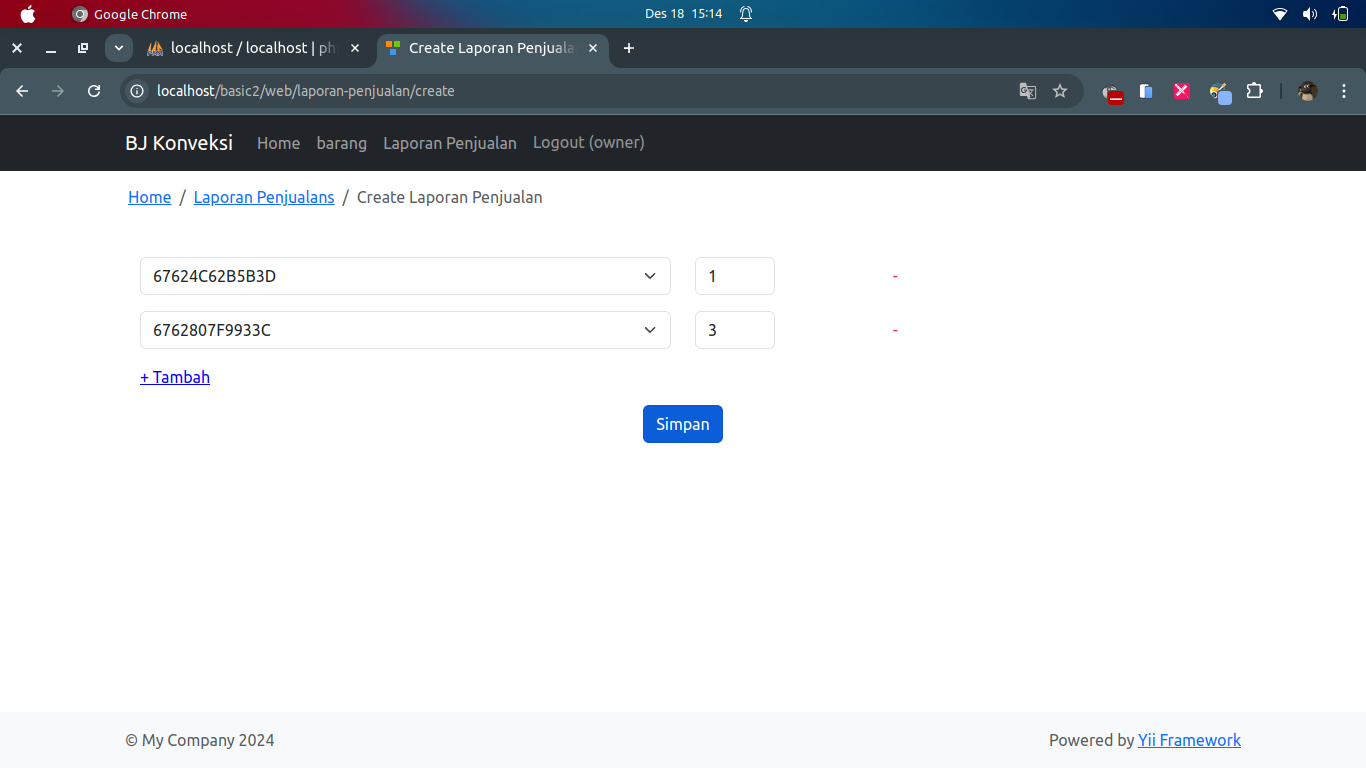 Google Chrome
Des 18 15:14
localhost / localhost | ph
Create Laporan Penjuala
localhost/basic2/web/laporan-penjualan/create
BJ Konveksi Home barang Laporan Penjualan Logout (owner)
Home / Laporan Penjualans / Create Laporan Penjualan
67624C62B5B3D 1 -
6762807F9933C 3 -
+ Tambah
Simpan
© My Company 2024
Powered by Yii Framework